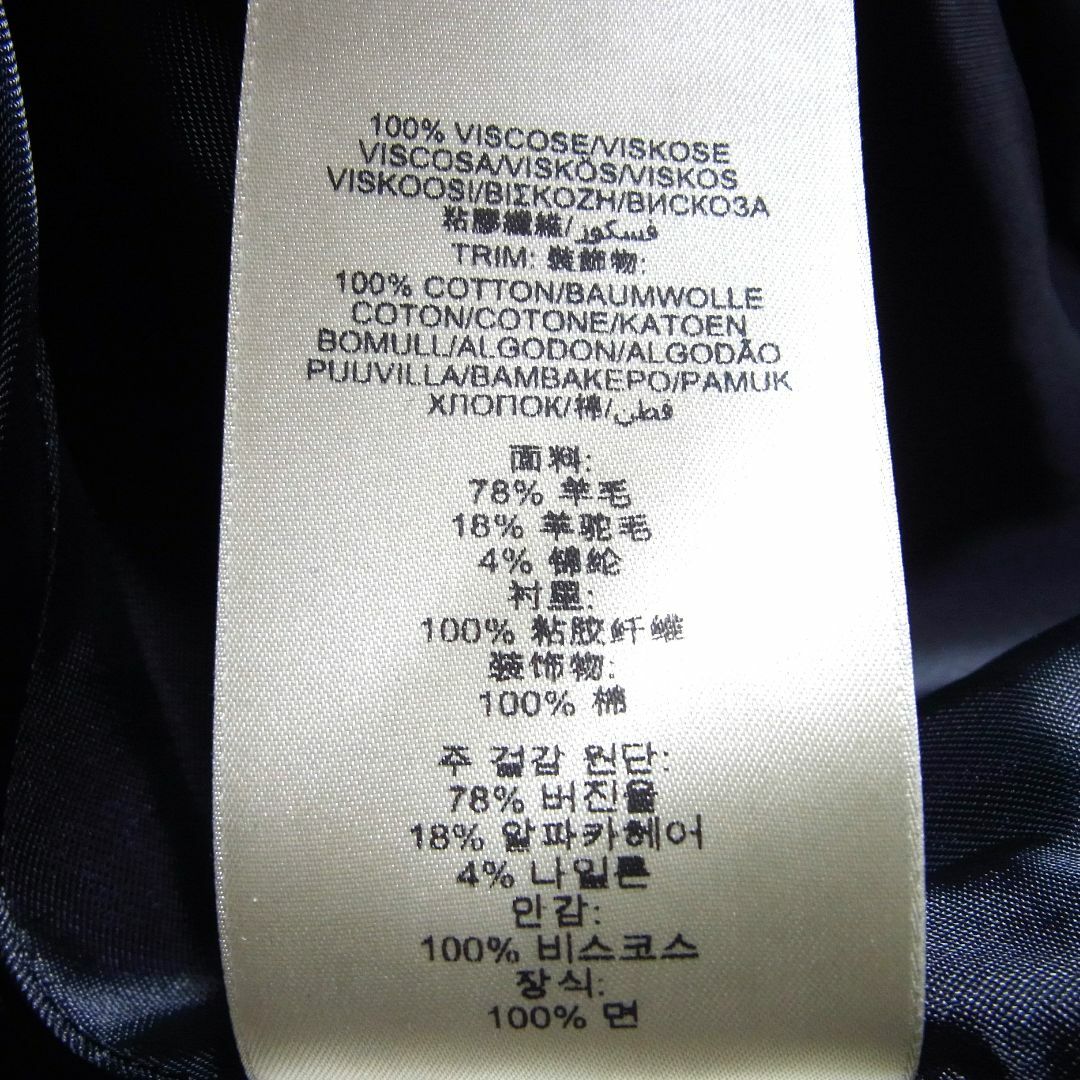 100% VISCOSE/VISKOSE
VISCOSA/VISKÓS/VISKOS
VISKOOSI/ΒΙΣΚΟΖΗ/ВИСКОЗА
粘膠纖維/فسكوز
TRIM: 裝飾物:
100% COTTON/BAUMWOLLE
COTON/COTONE/KATOEN
BOMULL/ALGODON/ALGODÃO
PUUVILLA/BAMBAKEPO/PAMUK
ХЛОПОК/棉/قطن
面料:
78% 羊毛
18% 羊驼毛
4% 锦纶
衬里:
100% 粘胶纤维
装饰物:
100% 棉
주 겉감 원단:
78% 버진울
18% 알파카헤어
4% 나일론
안감:
100% 비스코스
장식:
100% 면